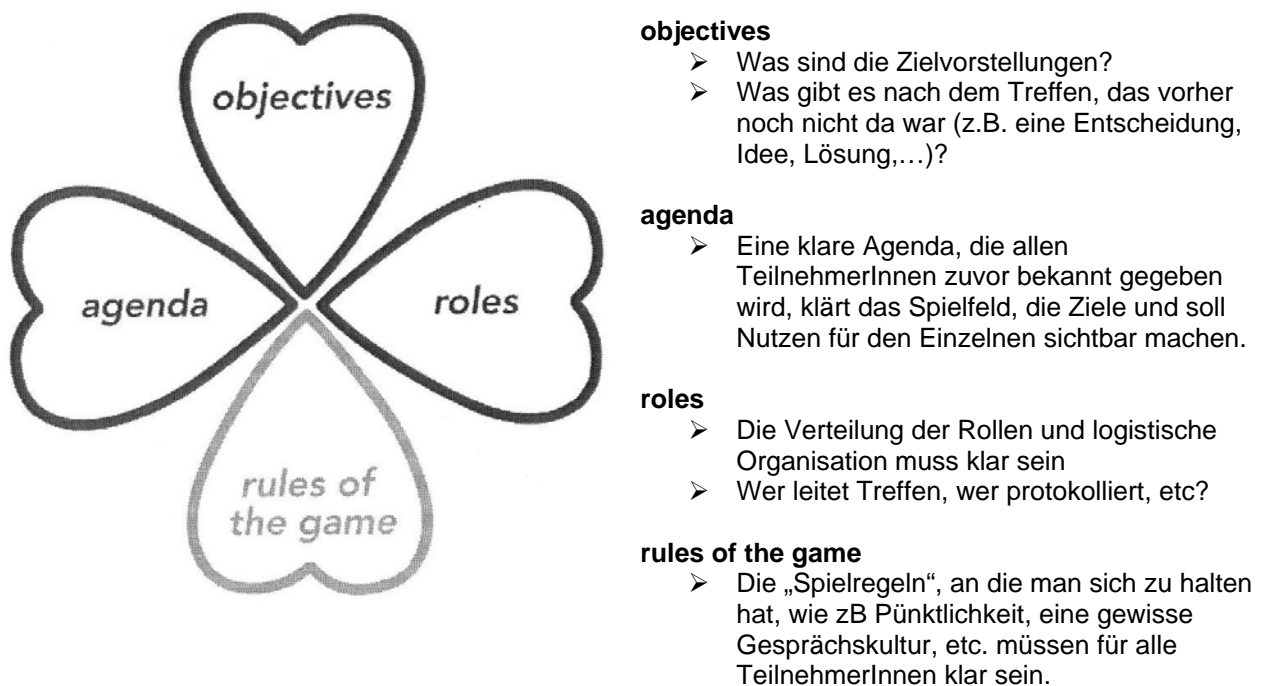 objectives
agenda
roles
rules of
the game
objectives
➢ Was sind die Zielvorstellungen?
➢ Was gibt es nach dem Treffen, das vorher
noch nicht da war (z.B. eine Entscheidung,
Idee, Lösung,…)?
agenda
➢ Eine klare Agenda, die allen
TeilnehmerInnen zuvor bekannt gegeben
wird, klärt das Spielfeld, die Ziele und soll
Nutzen für den Einzelnen sichtbar machen.
roles
➢ Die Verteilung der Rollen und logistische
Organisation muss klar sein
➢ Wer leitet Treffen, wer protokolliert, etc?
rules of the game
➢ Die „Spielregeln“, an die man sich zu halten
hat, wie zB Pünktlichkeit, eine gewisse
Gesprächskultur, etc. müssen für alle
TeilnehmerInnen klar sein.